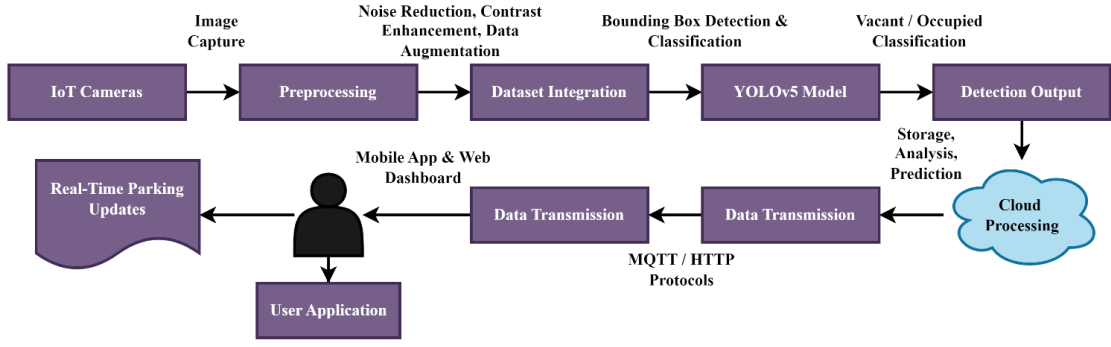 Image
Capture
Noise Reduction, Contrast
Enhancement, Data
Augmentation
Bounding Box Detection &
Classification
Vacant / Occupied
Classification
IoT Cameras
Preprocessing
Dataset Integration
YOLOv5 Model
Detection Output
Storage,
Analysis,
Prediction
Cloud
Processing
Data Transmission
MQTT / HTTP
Protocols
Data Transmission
Mobile App & Web
Dashboard
Real-Time Parking
Updates
User Application